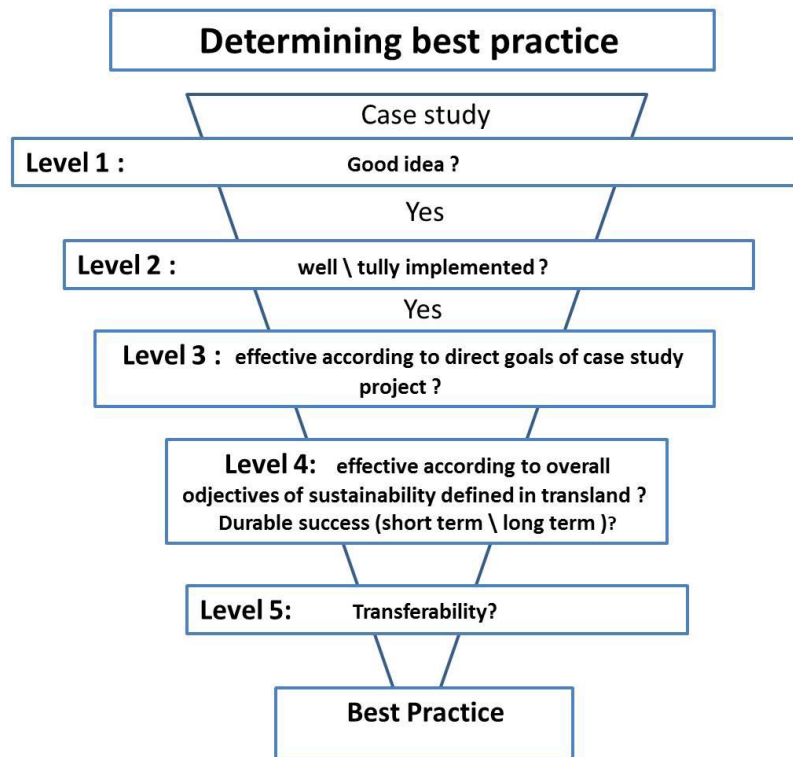 Determining best practice
Case study
Level 1 : Good idea ?
Yes
Level 2 : well \ tully implemented ?
Yes
Level 3 : effective according to direct goals of case study
project ?
Level 4: effective according to overall
odjectives of sustainability defined in transland ?
Durable success (short term \ long term )?
Level 5: Transferability?
Best Practice